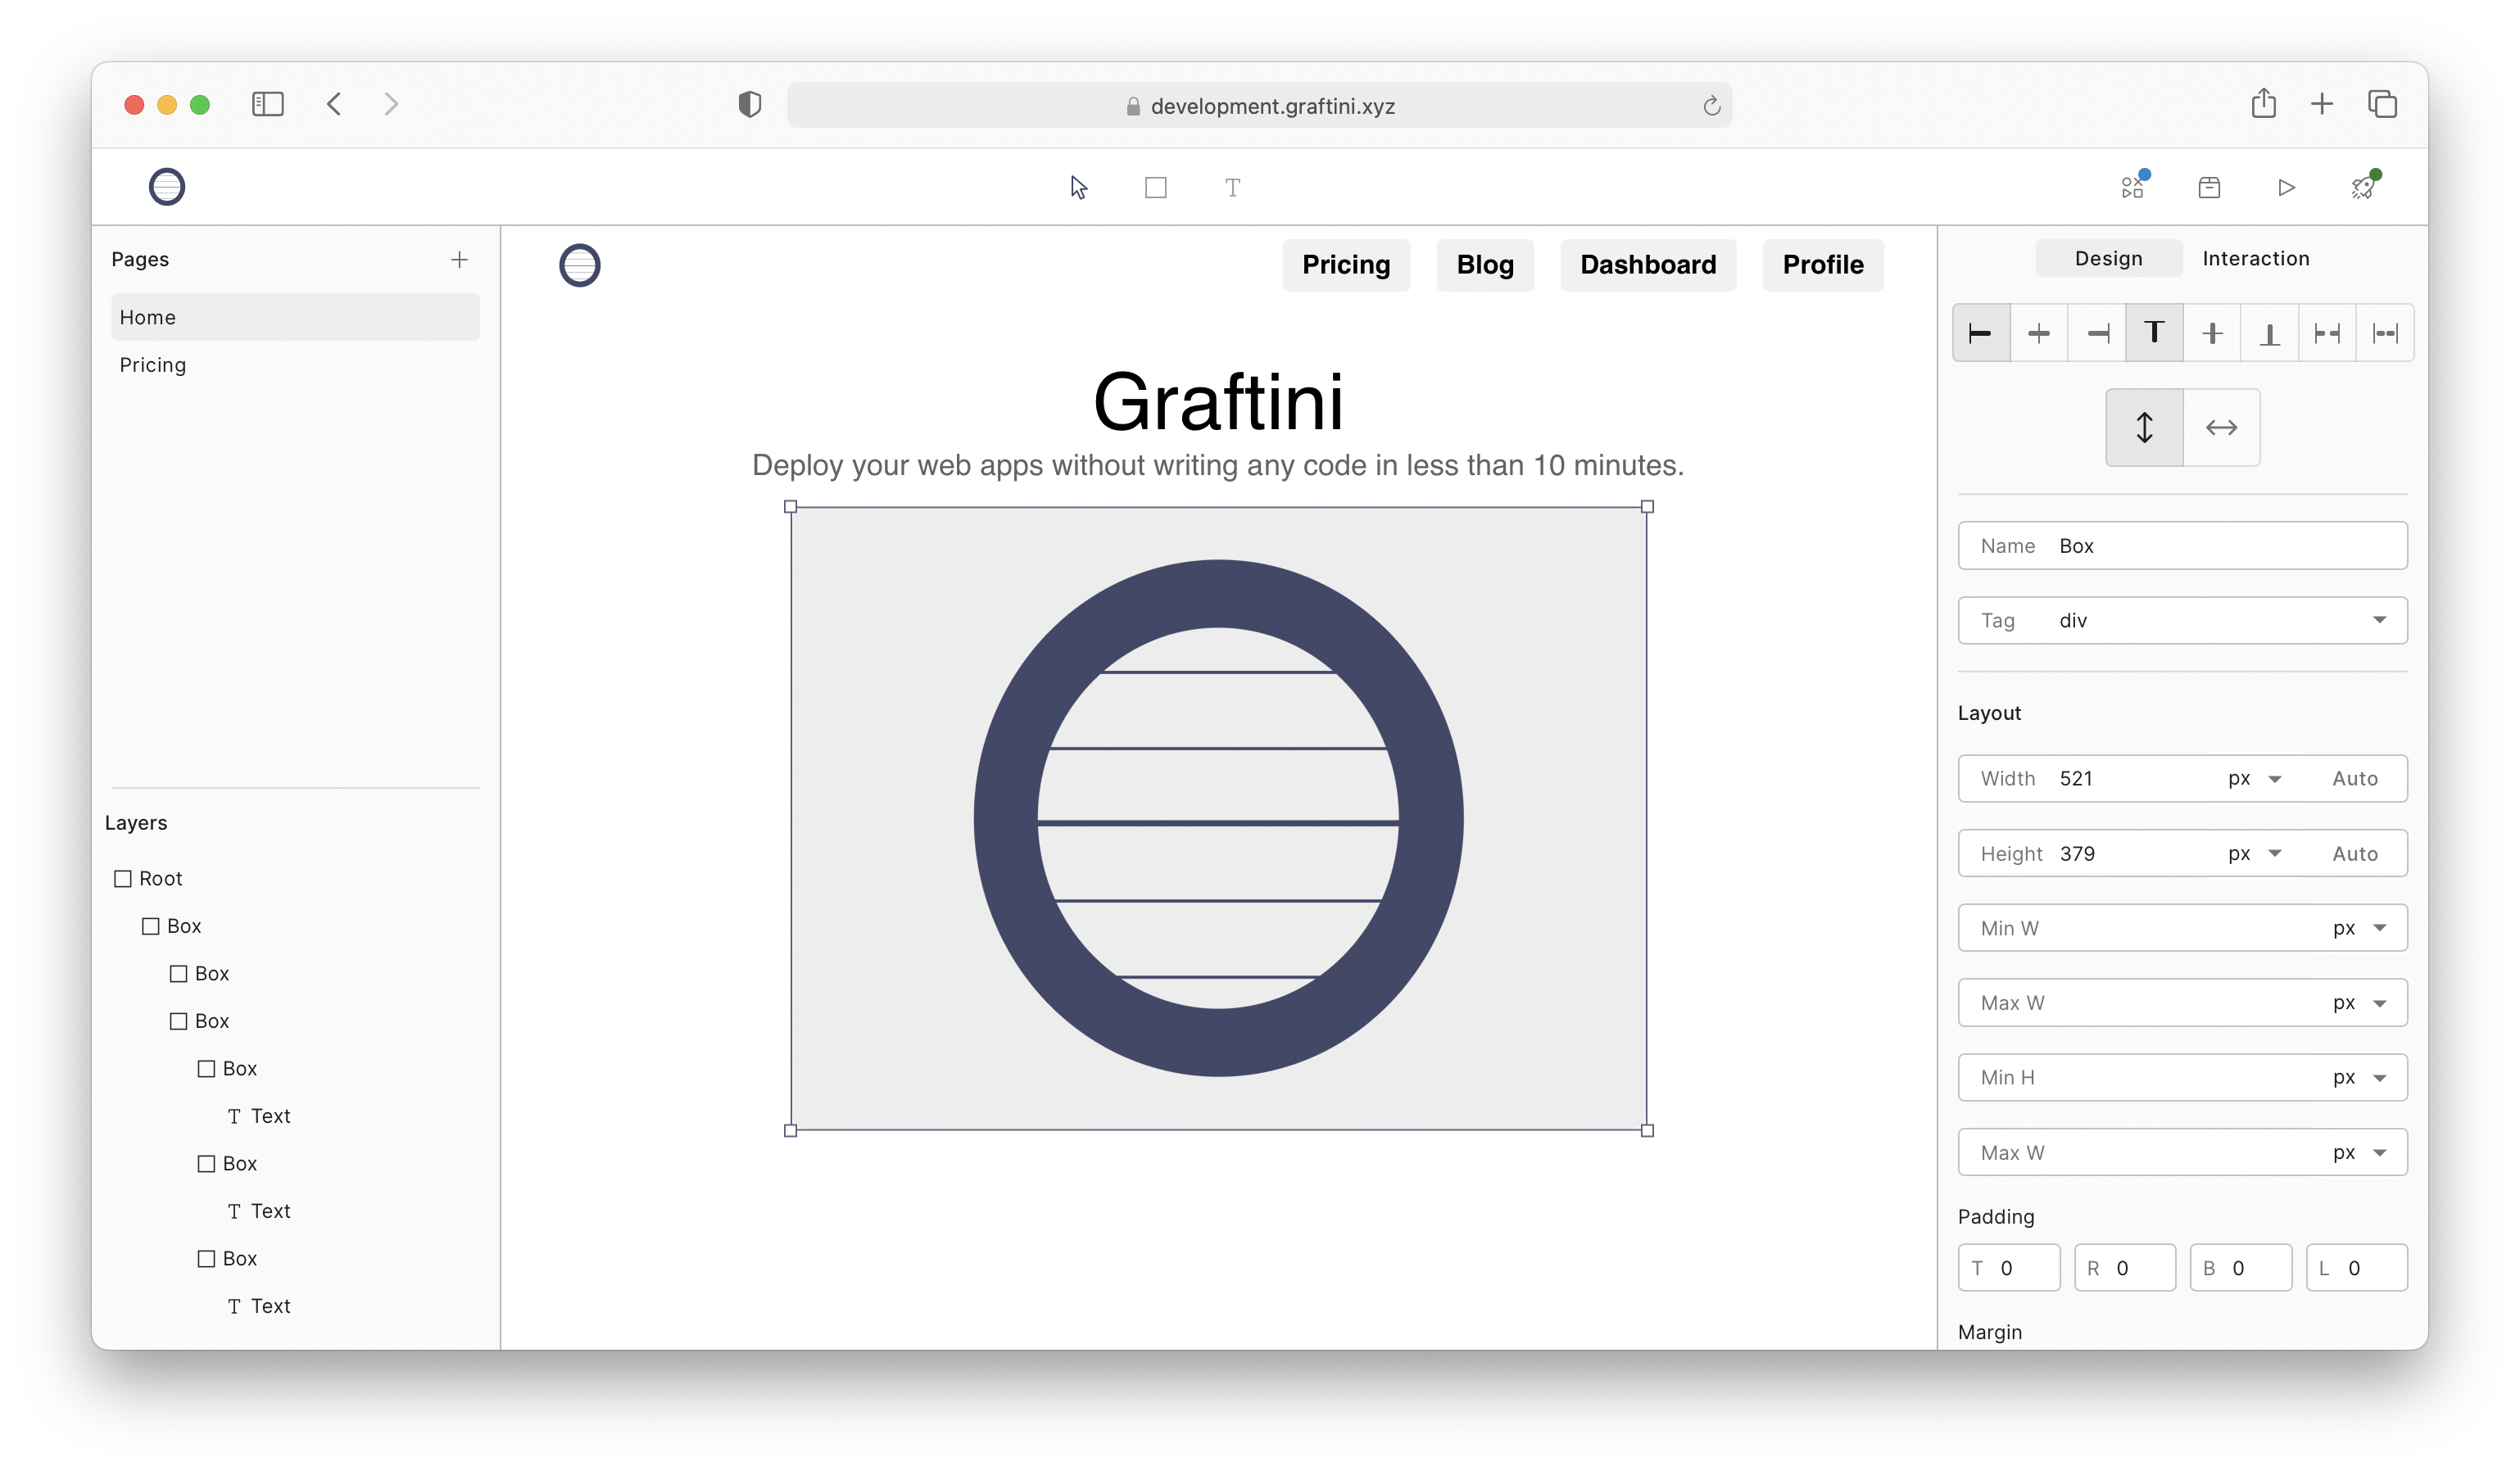 development.graftini.xyz
Pages
Home
Pricing
Layers
Root
Box
Box
Box
Box
T Text
Box
T Text
Box
T Text
Pricing Blog Dashboard Profile
Graftini
Deploy your web apps without writing any code in less than 10 minutes.
Design Interaction
Name Box
Tag div
Layout
Width 521 px Auto
Height 379 px Auto
Min W px
Max W px
Min H px
Max W px
Padding
T 0 R 0 B 0 L 0
Margin